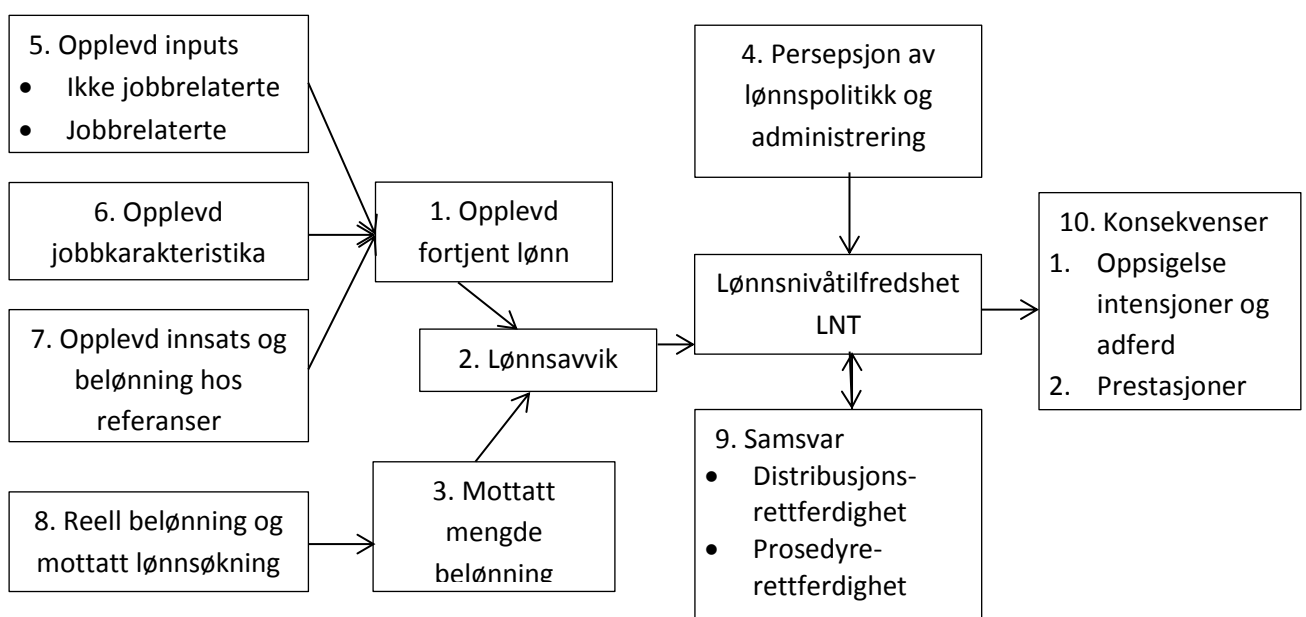 5. Opplevd inputs
• Ikke jobbrelaterte
• Jobbrelaterte
6. Opplevd
jobbkarakteristika
7. Opplevd innsats og
belønning hos
referanser
8. Reell belønning og
mottatt lønnsøkning
1. Opplevd
fortjent lønn
2. Lønnsavvik
3. Mottatt
mengde
belønning
4. Persepsjon av
lønnspolitikk og
administrering
Lønnsnivåtilfredshet
LNT
9. Samsvar
• Distribusjons-
rettferdighet
• Prosedyre-
rettferdighet
10. Konsekvenser
1. Oppsigelse
intensjoner og
adferd
2. Prestasjoner